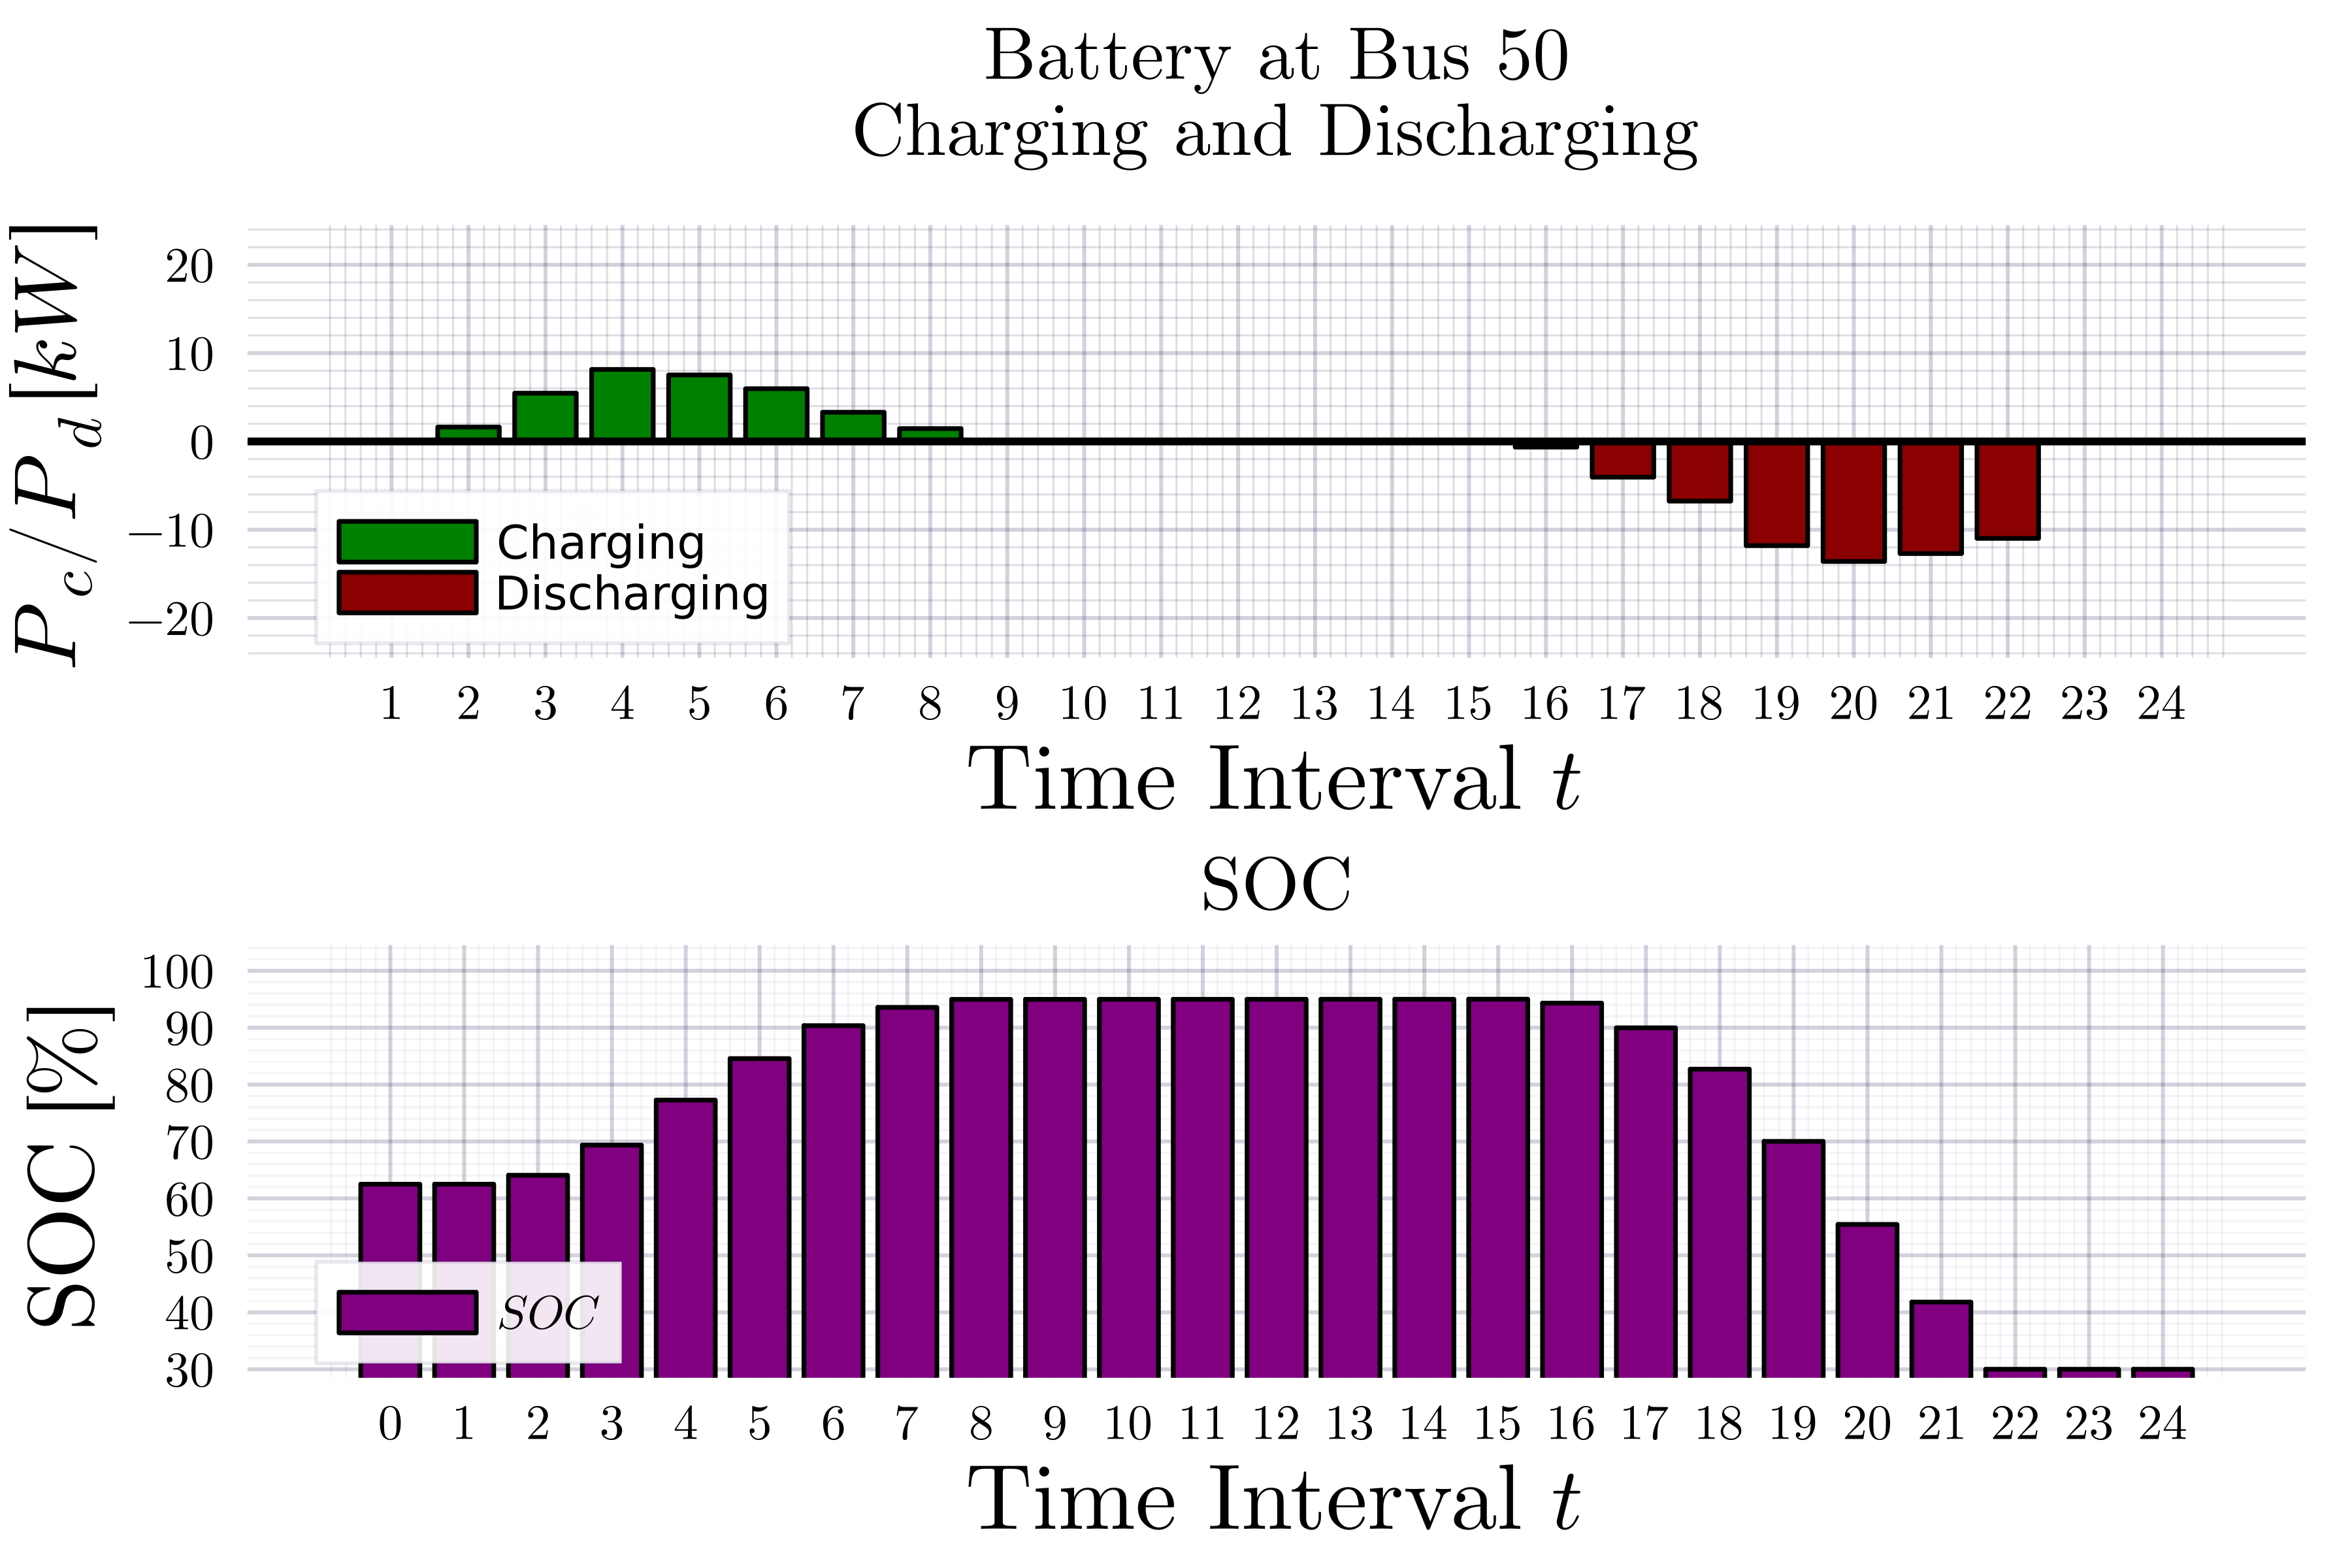 Battery at Bus 50
Charging and Discharging
P_c/P_d [kW]
20
10
0
−10
−20
Charging
Discharging
1 2 3 4 5 6 7 8 9 10 11 12 13 14 15 16 17 18 19 20 21 22 23 24
Time Interval t
SOC
SOC [%]
100
90
80
70
60
50
40
30
SOC
0 1 2 3 4 5 6 7 8 9 10 11 12 13 14 15 16 17 18 19 20 21 22 23 24
Time Interval t